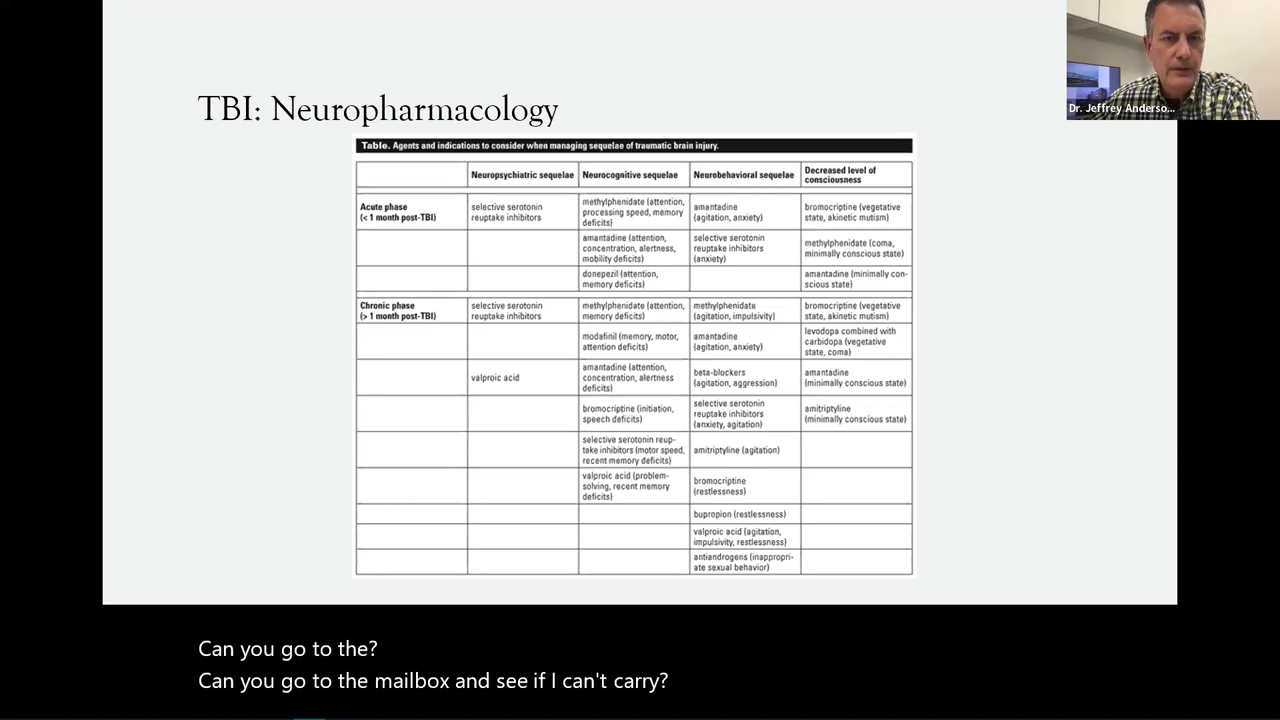 TBI: Neuropharmacology
Dr. Jeffrey Anderso...
Table. Agents and indications to consider when managing sequelae of traumatic brain injury.
Neuropsychiatric sequelae
Neurocognitive sequelae
Neurobehavioral sequelae
Decreased level of
consciousness
Acute phase
(< 1 month post-TBI)
selective serotonin
reuptake inhibitors
methylphenidate (attention,
processing speed, memory
deficits)
amantadine
(agitation, anxiety)
bromocriptine (vegetative
state, akinetic mutism)
amantadine (attention,
concentration, alertness,
mobility deficits)
selective serotonin
reuptake inhibitors
(anxiety)
methylphenidate (coma,
minimally conscious state)
donepezil (attention,
memory deficits)
amantadine (minimally con-
scious state)
Chronic phase
(> 1 month post-TBI)
selective serotonin
reuptake inhibitors
methylphenidate (attention,
memory deficits)
methylphenidate
(agitation, impulsivity)
bromocriptine (vegetative
state, akinetic mutism)
modafinil (memory, motor,
attention deficits)
amantadine
(agitation, anxiety)
levodopa combined with
carbidopa (vegetative
state, coma)
valproic acid
amantadine (attention,
concentration, alertness
deficits)
beta-blockers
(agitation, aggression)
amantadine
(minimally conscious state)
bromocriptine (initiation,
speech deficits)
selective serotonin
reuptake inhibitors
(anxiety, agitation)
amitriptyline
(minimally conscious state)
selective serotonin reup-
take inhibitors (motor speed,
recent memory deficits)
amitriptyline (agitation)
valproic acid (problem-
solving, recent memory
deficits)
bromocriptine
(restlessness)
bupropion (restlessness)
valproic acid (agitation,
impulsivity, restlessness)
antiandrogens (inappropri-
ate sexual behavior)
Can you go to the?
Can you go to the mailbox and see if I can't carry?